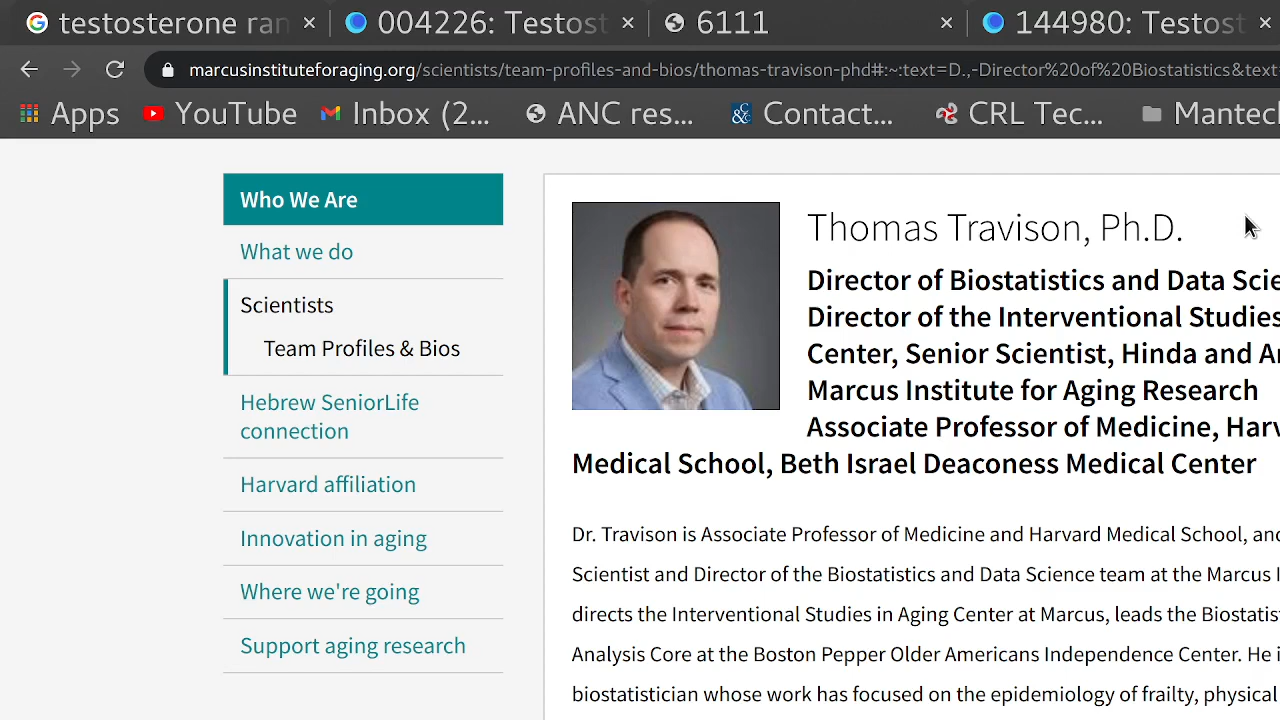 testosterone ran
004226: Testost
6111
144980: Testost
marcusinstituteforaging.org/scientists/team-profiles-and-bios/thomas-travison-phd#:~:text=D.,-Director%20of%20Biostatistics&text
Apps
YouTube
Inbox (2...
ANC res...
Contact...
CRL Tec...
Mantech
Who We Are
What we do
Scientists
Team Profiles & Bios
Hebrew SeniorLife
connection
Harvard affiliation
Innovation in aging
Where we're going
Support aging research
Thomas Travison, Ph.D.
Director of Biostatistics and Data Scie
Director of the Interventional Studies
Center, Senior Scientist, Hinda and Ar
Marcus Institute for Aging Research
Associate Professor of Medicine, Harv
Medical School, Beth Israel Deaconess Medical Center
Dr. Travison is Associate Professor of Medicine and Harvard Medical School, and
Scientist and Director of the Biostatistics and Data Science team at the Marcus I
directs the Interventional Studies in Aging Center at Marcus, leads the Biostatist
Analysis Core at the Boston Pepper Older Americans Independence Center. He i
biostatistician whose work has focused on the epidemiology of frailty, physical